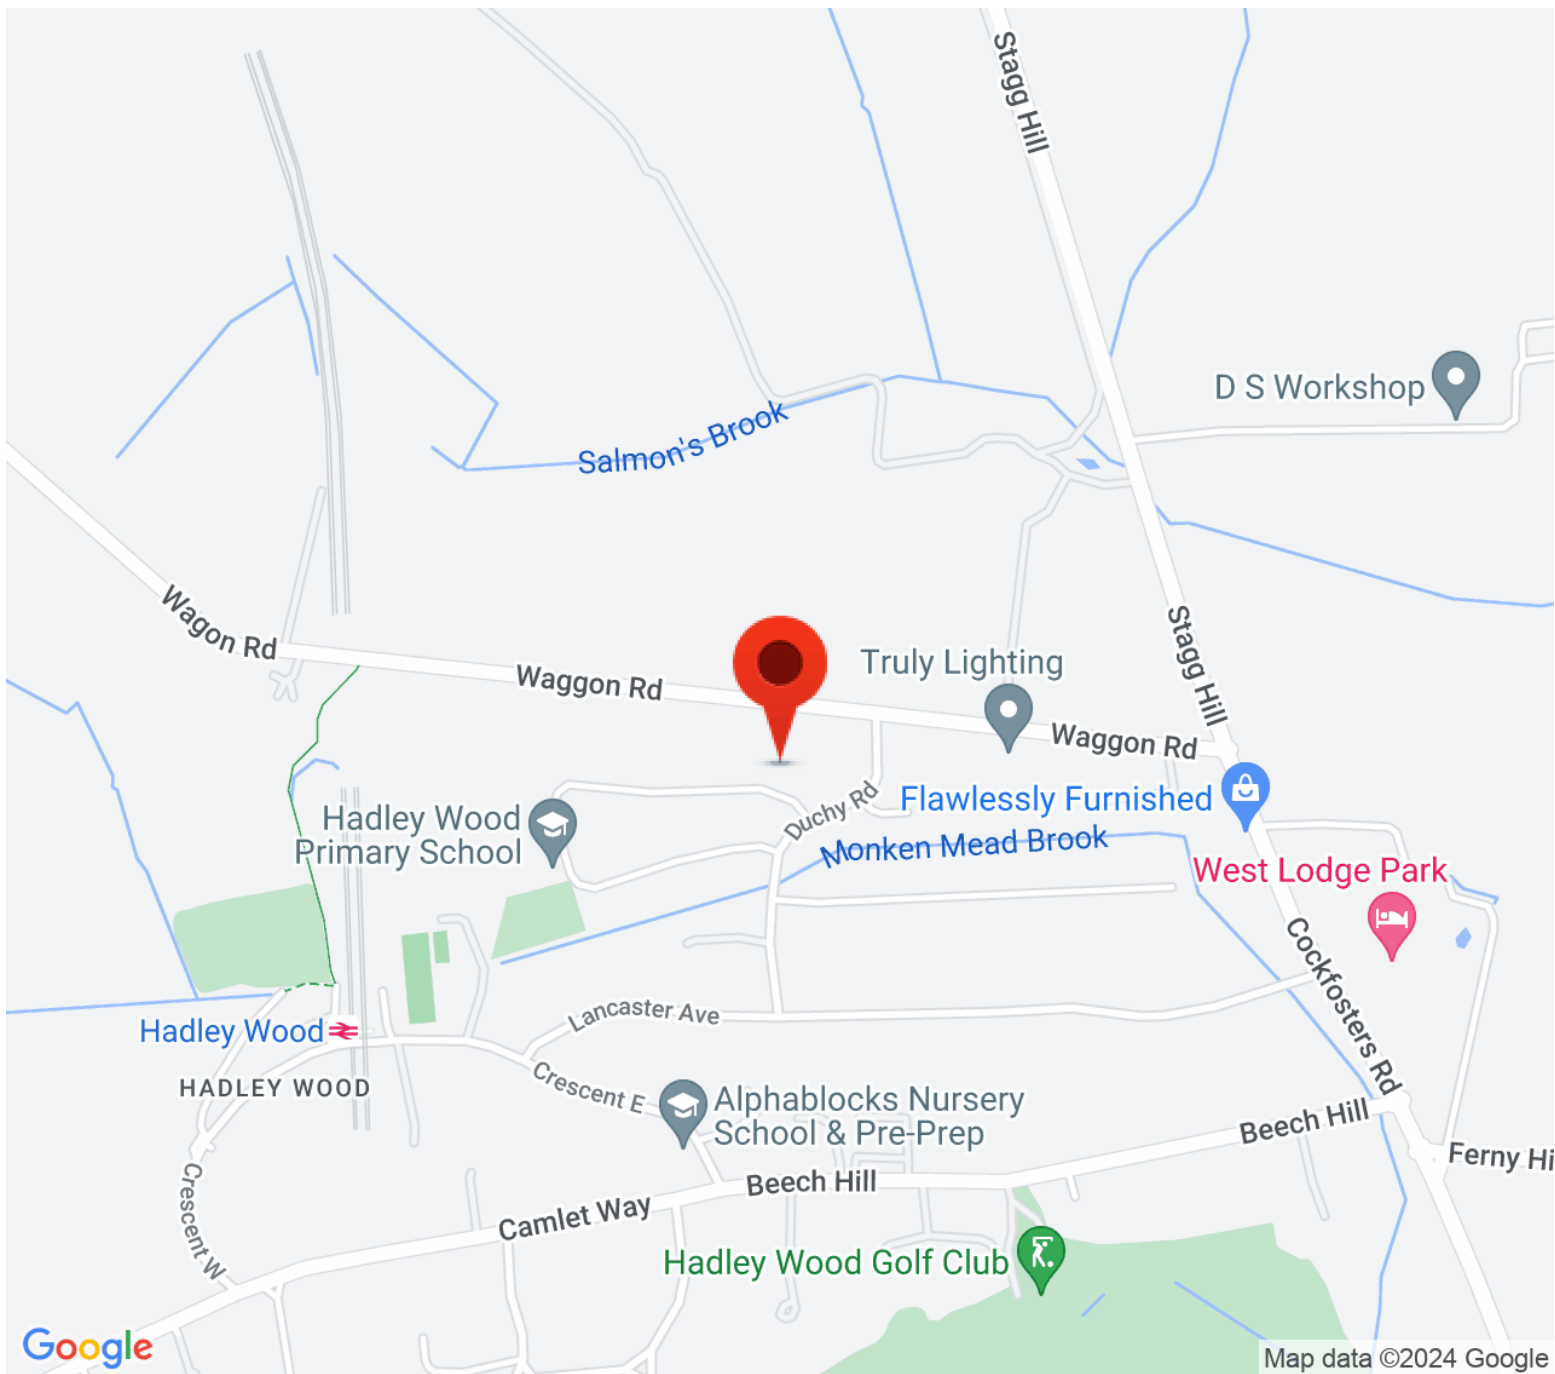 Stagg Hill
D S Workshop
Salmon's Brook
Wagon Rd
Stagg Hill
Truly Lighting
Waggon Rd
Waggon Rd
Flawlessly Furnished
Duchy Rd
Hadley Wood
Primary School
Monken Mead Brook
West Lodge Park
Cockfosters Rd
Lancaster Ave
Hadley Wood
HADLEY WOOD
Crescent E
Alphablocks Nursery
School & Pre-Prep
Beech Hill
Ferny Hi
Crescent W
Beech Hill
Camlet Way
Hadley Wood Golf Club
Google
Map data ©2024 Google